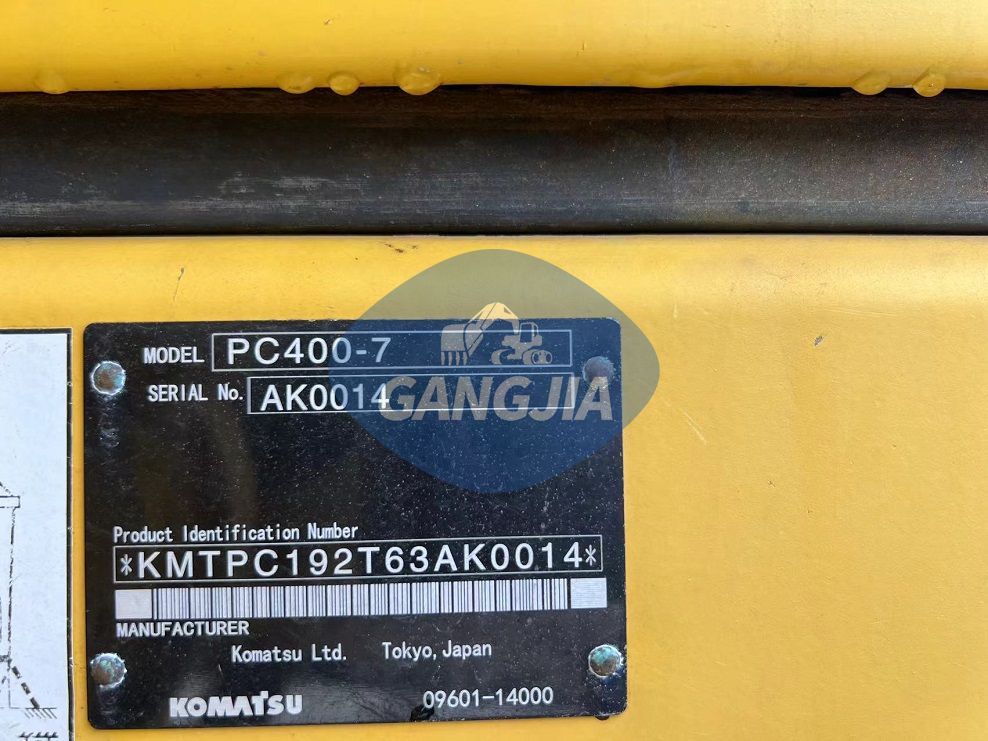 MODEL PC400-7
SERIAL No. AK0014
GANGJIA
Product Identification Number
*KMTPC192T63AK0014*
MANUFACTURER
Komatsu Ltd. Tokyo, Japan
KOMATSU 09601-14000